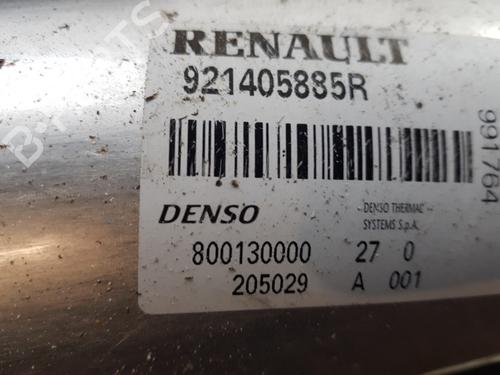 RENAULT
921405885R
991764
DENSO
DENSO THERMAL
SYSTEMS S.p.A.
800130000 27 0
205029 A 001